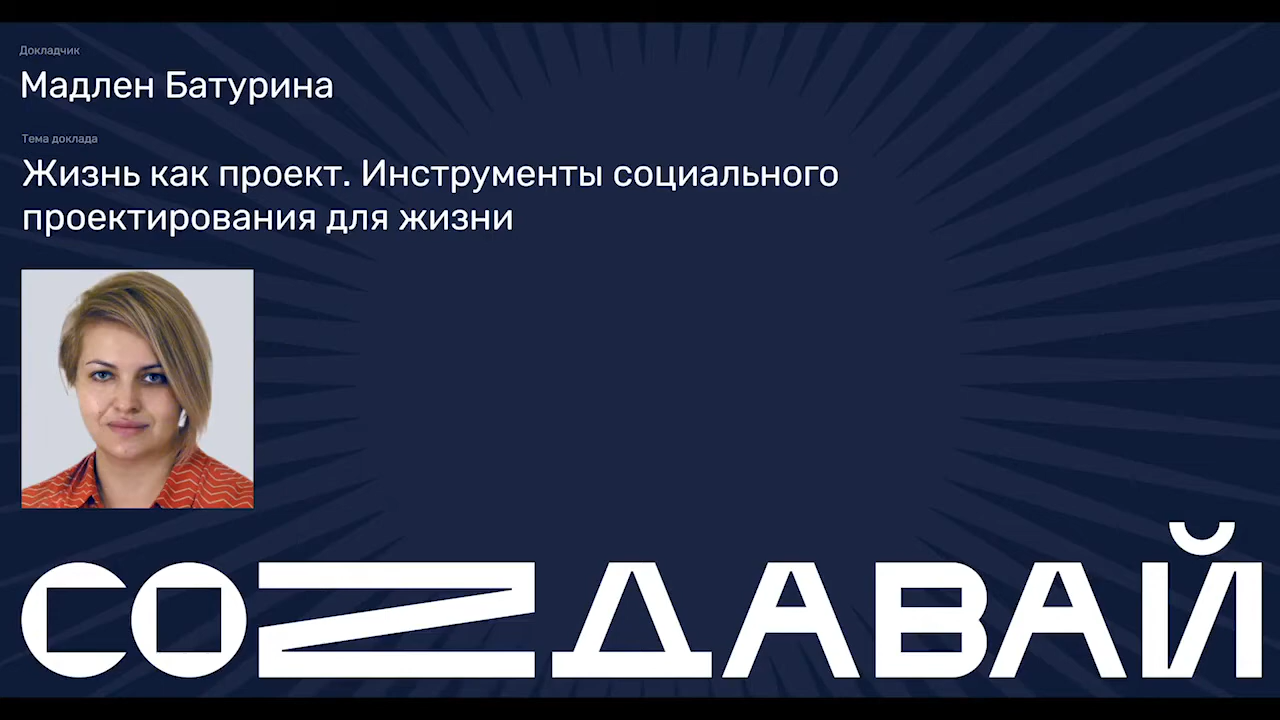 Докладчик
Мадлен Батурина
Тема доклада
Жизнь как проект. Инструменты социального
проектирования для жизни
СОZДАВАЙ